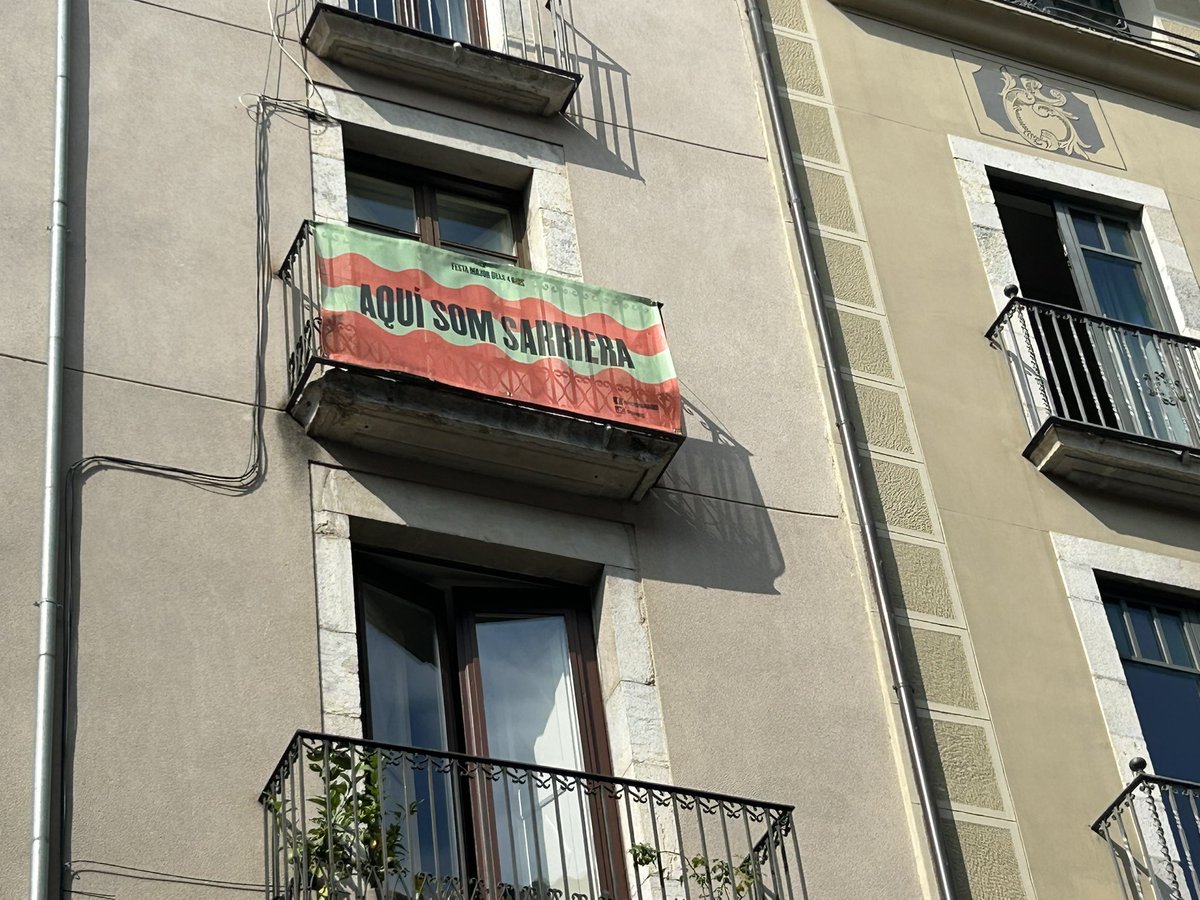 FESTA MAJOR DELS 4 RIUS
AQUÍ SOM SARRIERA